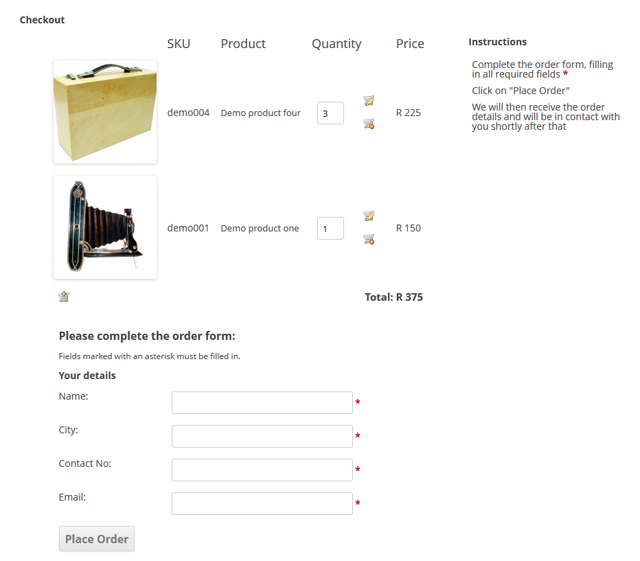 Checkout
SKU Product Quantity Price
demo004 Demo product four 3 R 225
demo001 Demo product one 1 R 150
Total: R 375
Instructions
Complete the order form, filling
in all required fields *
Click on "Place Order"
We will then receive the order
details and will be in contact with
you shortly after that
Please complete the order form:
Fields marked with an asterisk must be filled in.
Your details
Name: *
City: *
Contact No: *
Email: *
Place Order